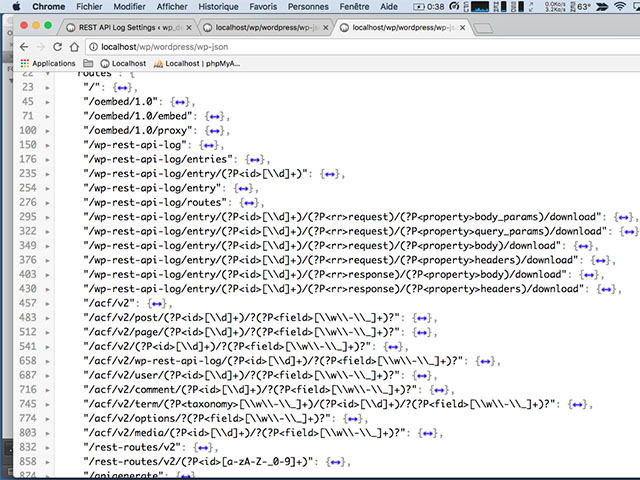 Chrome Fichier Modifier Afficher Historique Favoris Personnes Fenêtre Aide 0:38 0.0Ko/s 3.2Ko/s 63°
REST API Log Settings ‹ wp_d
localhost/wp/wordpress/wp-js
localhost/wp/wordpress/wp-json
localhost/wp/wordpress/wp-json
Applications Localhost Localhost | phpMyA...
22 "routes": {
23 "/": {↔},
45 "/oembed/1.0": {↔},
71 "/oembed/1.0/embed": {↔},
100 "/oembed/1.0/proxy": {↔},
150 "/wp-rest-api-log": {↔},
176 "/wp-rest-api-log/entries": {↔},
235 "/wp-rest-api-log/entry/(?P<id>[\\d]+)": {↔},
254 "/wp-rest-api-log/entry": {↔},
276 "/wp-rest-api-log/routes": {↔},
295 "/wp-rest-api-log/entry/(?P<id>[\\d]+)/(?P<rr>request)/(?P<property>body_params)/download": {↔},
322 "/wp-rest-api-log/entry/(?P<id>[\\d]+)/(?P<rr>request)/(?P<property>query_params)/download": {↔},
349 "/wp-rest-api-log/entry/(?P<id>[\\d]+)/(?P<rr>request)/(?P<property>body)/download": {↔},
376 "/wp-rest-api-log/entry/(?P<id>[\\d]+)/(?P<rr>request)/(?P<property>headers)/download": {↔},
403 "/wp-rest-api-log/entry/(?P<id>[\\d]+)/(?P<rr>response)/(?P<property>body)/download": {↔},
430 "/wp-rest-api-log/entry/(?P<id>[\\d]+)/(?P<rr>response)/(?P<property>headers)/download": {↔},
457 "/acf/v2": {↔},
483 "/acf/v2/post/(?P<id>[\\d]+)/?(?P<field>[\\w\\-\\_]+)?": {↔},
512 "/acf/v2/page/(?P<id>[\\d]+)/?(?P<field>[\\w\\-\\_]+)?": {↔},
541 "/acf/v2/(?P<id>[\\d]+)/?(?P<field>[\\w\\-\\_]+)?": {↔},
658 "/acf/v2/wp-rest-api-log/(?P<id>[\\d]+)/?(?P<field>[\\w\\-\\_]+)?": {↔},
687 "/acf/v2/user/(?P<id>[\\d]+)/?(?P<field>[\\w\\-\\_]+)?": {↔},
716 "/acf/v2/comment/(?P<id>[\\d]+)/?(?P<field>[\\w\\-\\_]+)?": {↔},
745 "/acf/v2/term/(?P<taxonomy>[\\w\\-\\_]+)/(?P<id>[\\d]+)/?(?P<field>[\\w\\-\\_]+)?": {↔},
774 "/acf/v2/options/?(?P<field>[\\w\\-\\_]+)?": {↔},
803 "/acf/v2/media/(?P<id>[\\d]+)/?(?P<field>[\\w\\-\\_]+)?": {↔},
832 "/rest-routes/v2": {↔},
858 "/rest-routes/v2/(?P<id>[a-zA-Z-_0-9]+)": {↔},
874 "/apigenerate": {↔},